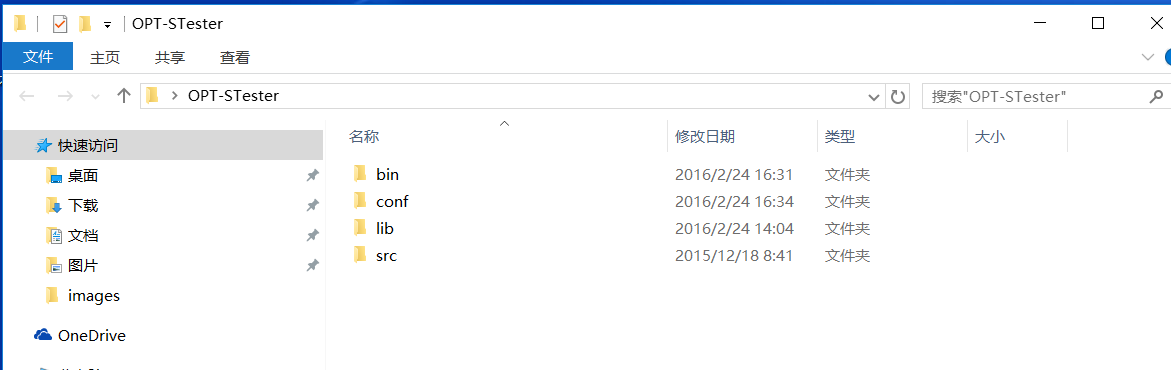 OPT-STester
文件 主页 共享 查看
OPT-STester 搜索"OPT-STester"
名称 修改日期 类型 大小
快速访问
桌面
下载
文档
图片
images
OneDrive
bin 2016/2/24 16:31 文件夹
conf 2016/2/24 16:34 文件夹
lib 2016/2/24 14:04 文件夹
src 2015/12/18 8:41 文件夹